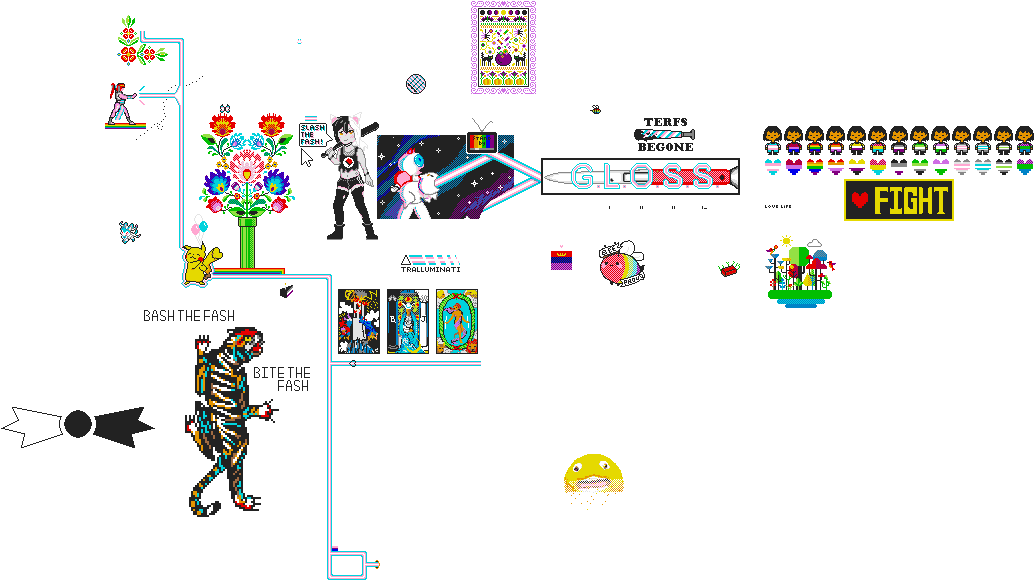 SLASH
THE
FASH!
TERFS
BEGONE
G.L.O.S.S.
LOVE LIFE
FIGHT
TRALLUMINATI
BASH THE FASH
BITE THE
FASH